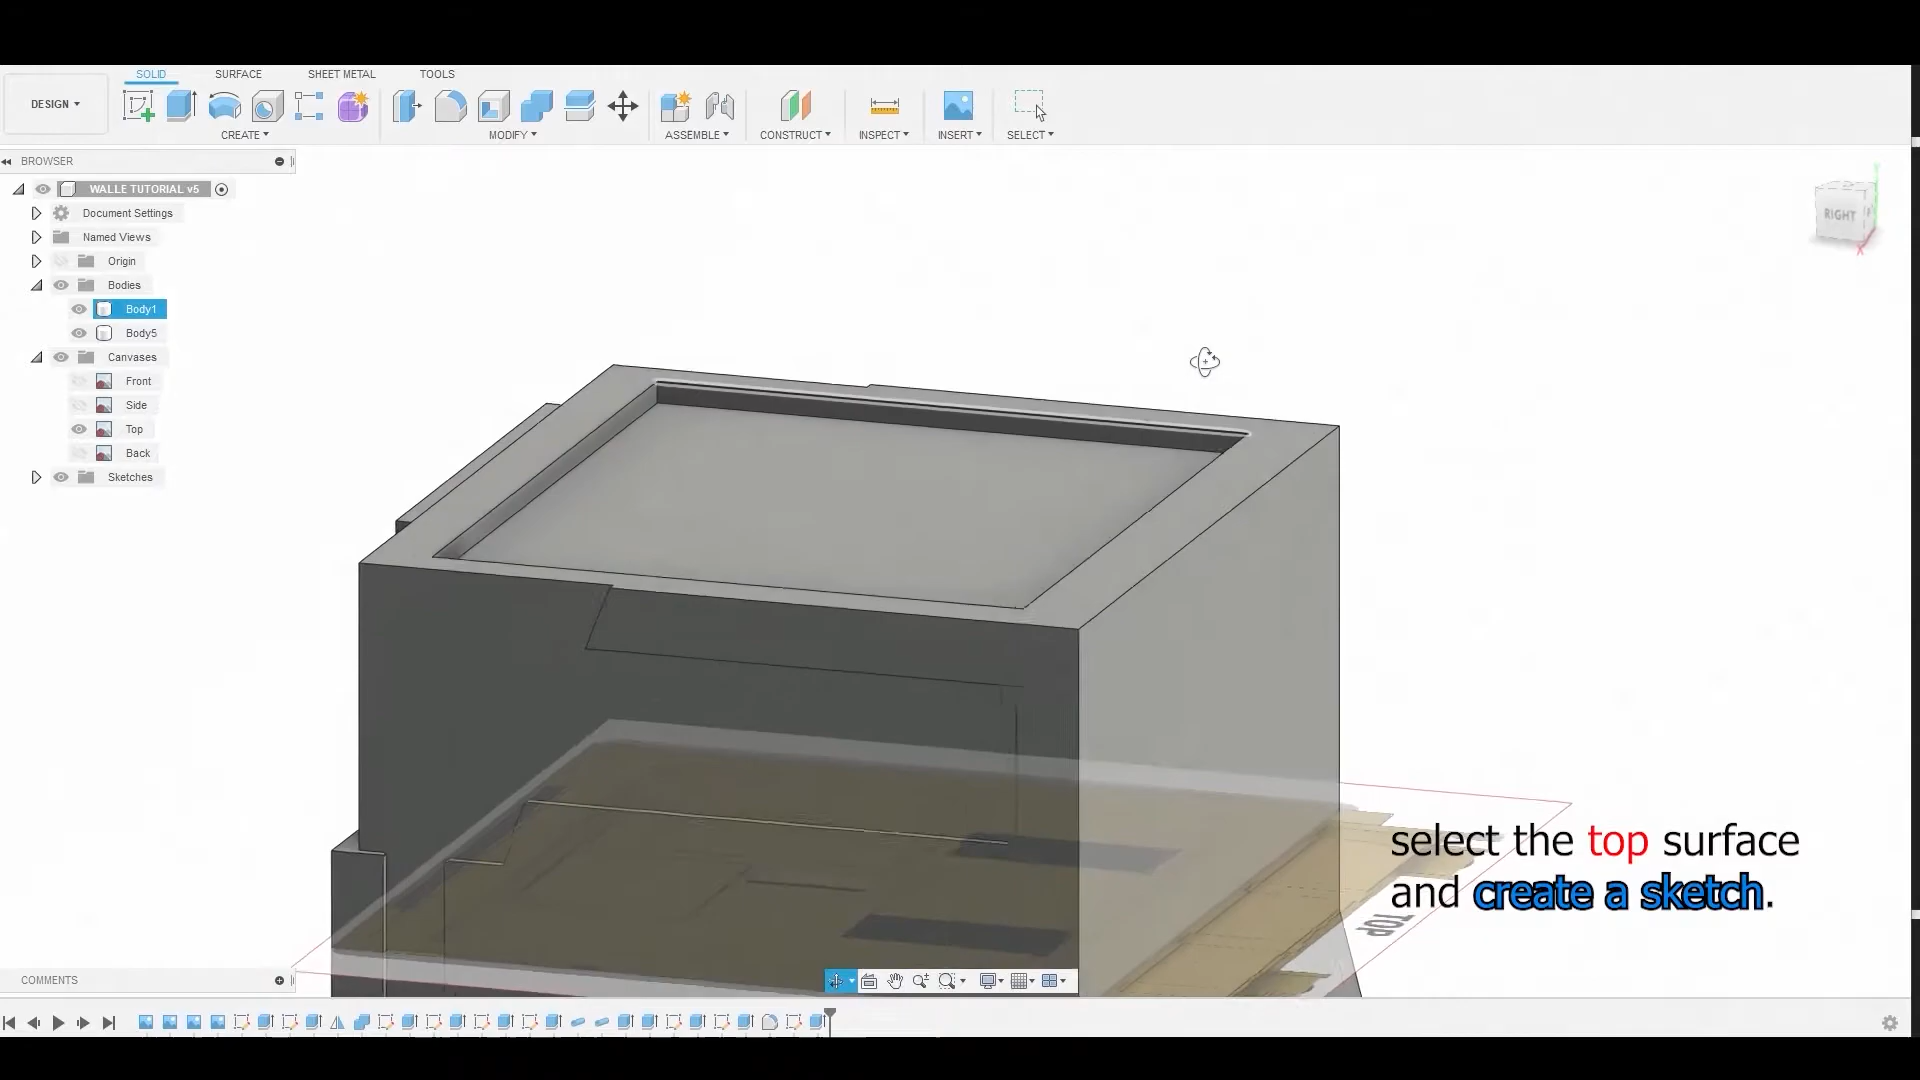 SOLID
SURFACE
SHEET METAL
TOOLS
DESIGN
CREATE
MODIFY
ASSEMBLE
CONSTRUCT
INSPECT
INSERT
SELECT
BROWSER
WALLE TUTORIAL v5
Document Settings
Named Views
Origin
Bodies
Body1
Body5
Canvases
Front
Side
Top
Back
Sketches
RIGHT
X
select the top surface
and create a sketch.
TOP
COMMENTS